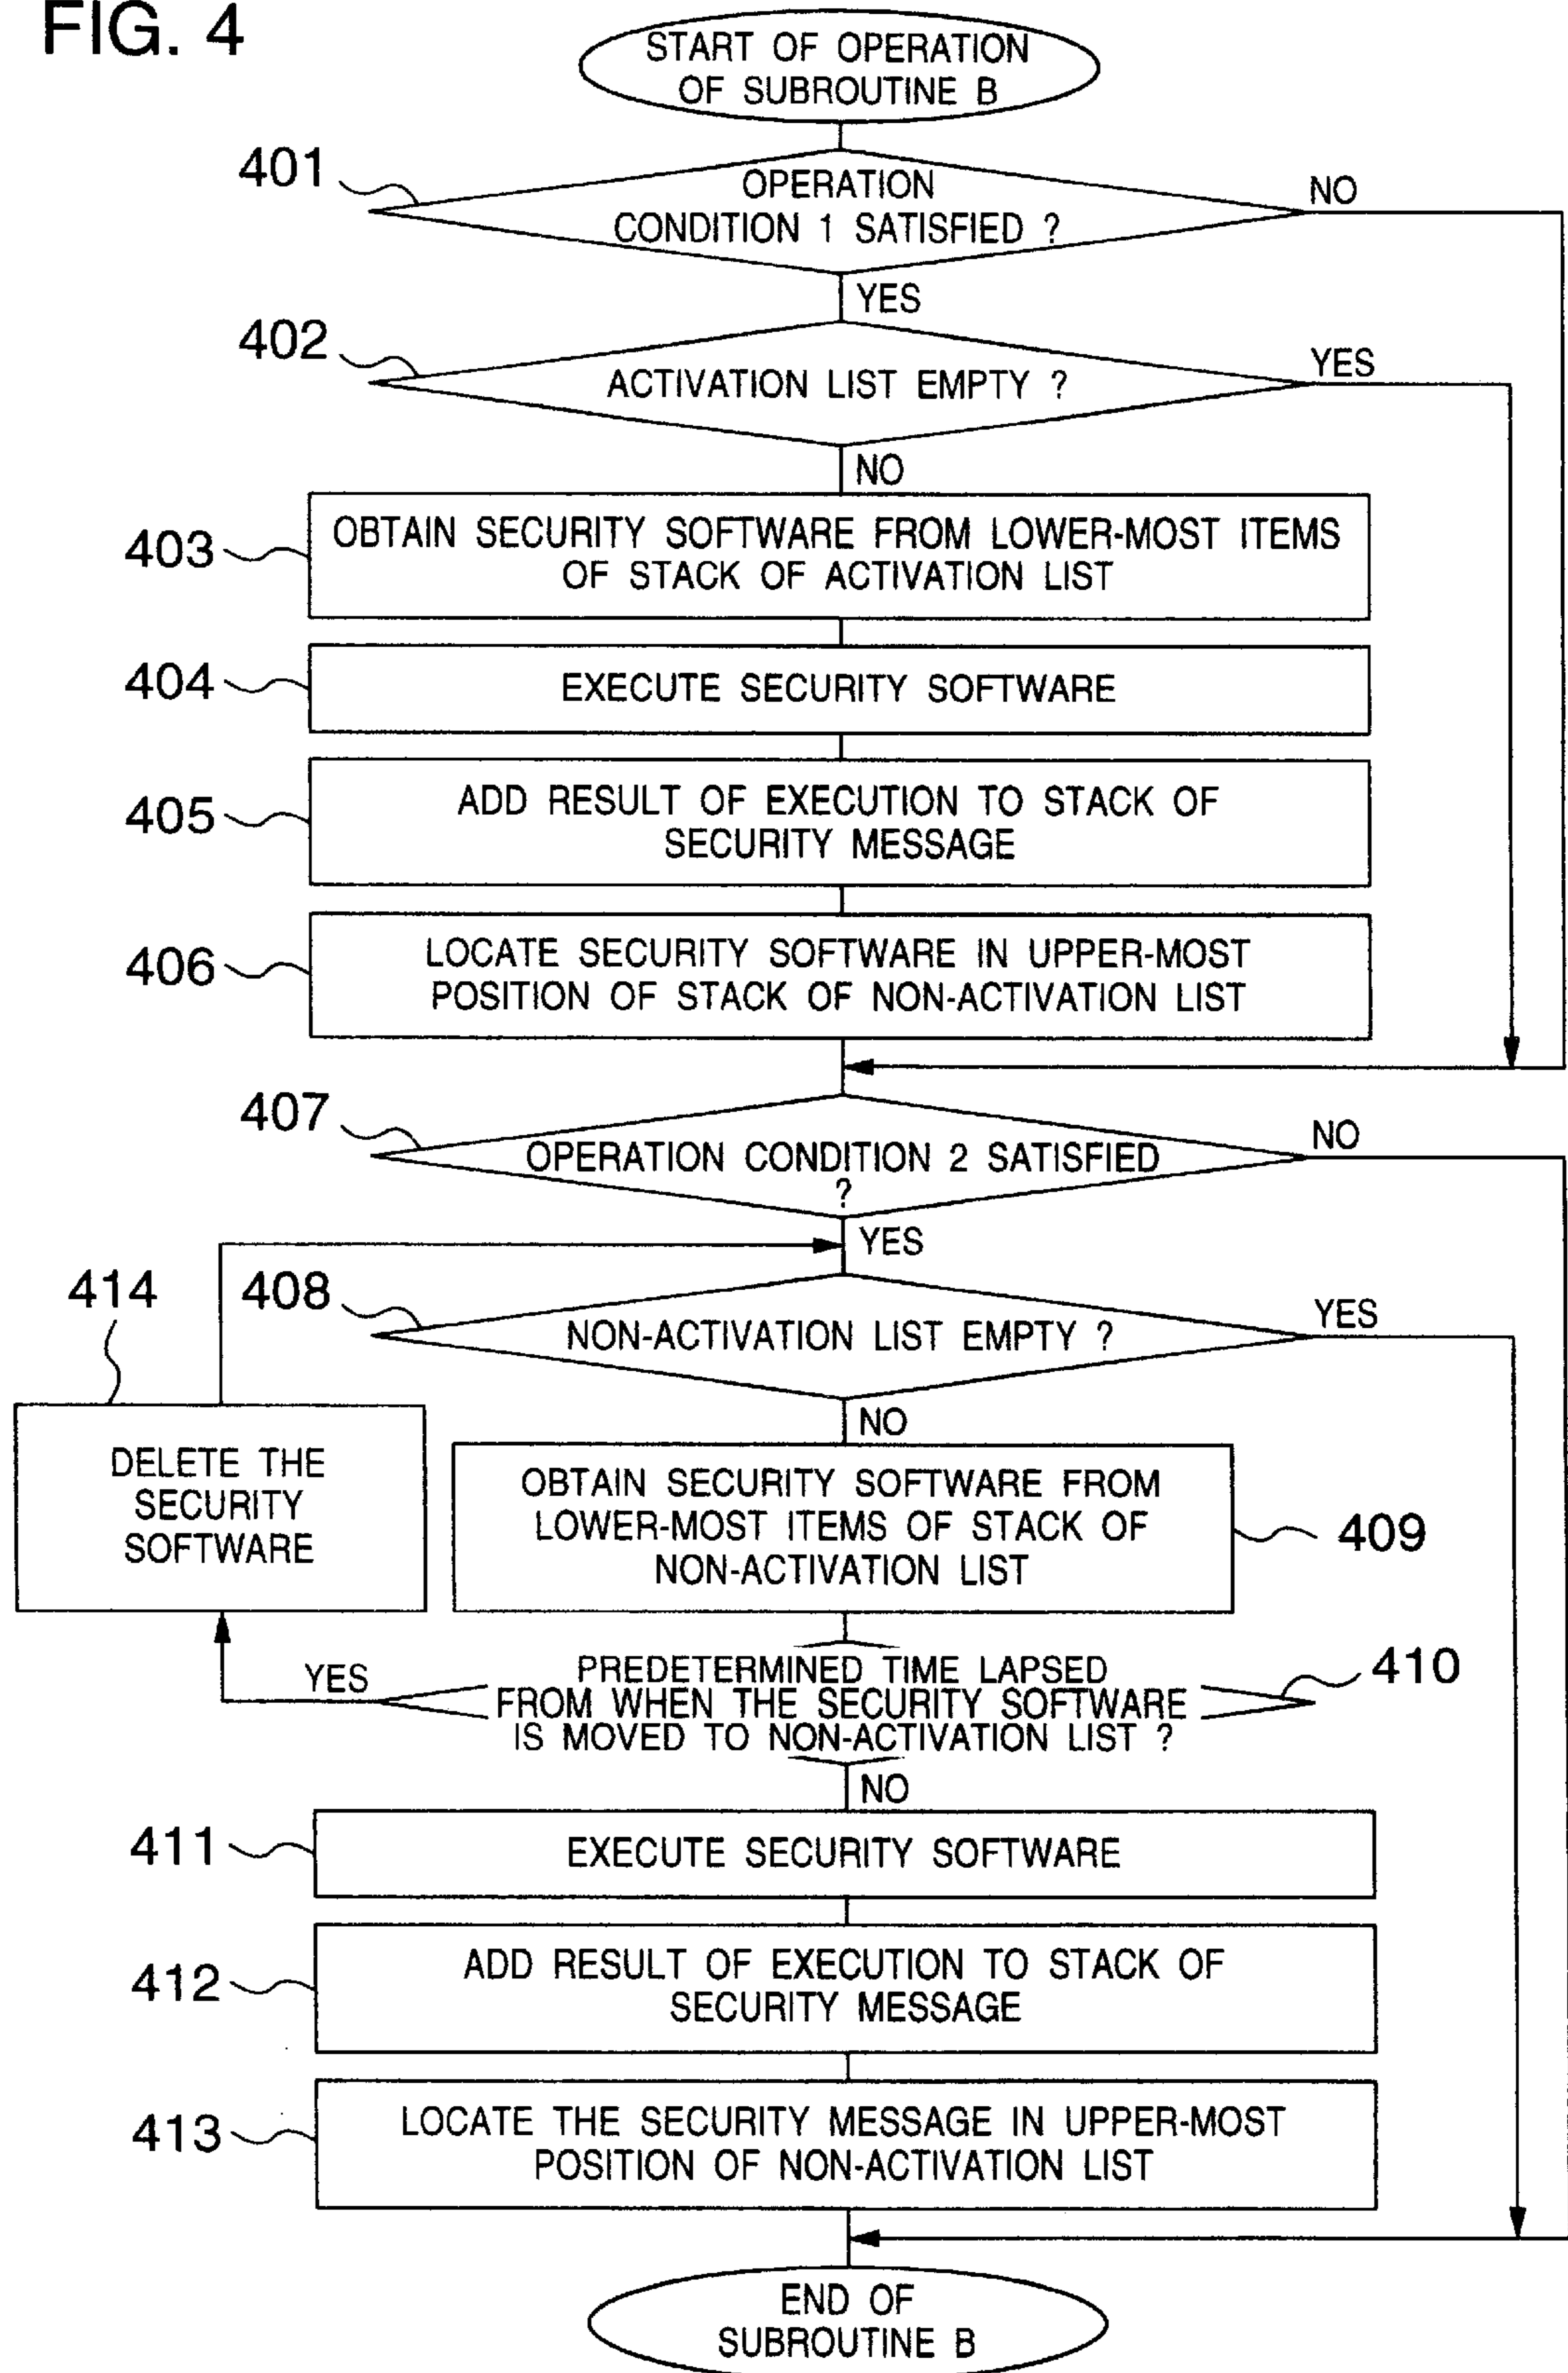 FIG. 4
START OF OPERATION
OF SUBROUTINE B
401
OPERATION
CONDITION 1 SATISFIED ?
NO
YES
402
ACTIVATION LIST EMPTY ?
YES
NO
403
OBTAIN SECURITY SOFTWARE FROM LOWER-MOST ITEMS
OF STACK OF ACTIVATION LIST
404
EXECUTE SECURITY SOFTWARE
405
ADD RESULT OF EXECUTION TO STACK OF
SECURITY MESSAGE
406
LOCATE SECURITY SOFTWARE IN UPPER-MOST
POSITION OF STACK OF NON-ACTIVATION LIST
407
OPERATION CONDITION 2 SATISFIED
?
NO
YES
414
408
NON-ACTIVATION LIST EMPTY ?
YES
NO
DELETE THE
SECURITY
SOFTWARE
OBTAIN SECURITY SOFTWARE FROM
LOWER-MOST ITEMS OF STACK OF
NON-ACTIVATION LIST
409
YES
PREDETERMINED TIME LAPSED
FROM WHEN THE SECURITY SOFTWARE
IS MOVED TO NON-ACTIVATION LIST ?
410
NO
411
EXECUTE SECURITY SOFTWARE
412
ADD RESULT OF EXECUTION TO STACK OF
SECURITY MESSAGE
413
LOCATE THE SECURITY MESSAGE IN UPPER-MOST
POSITION OF NON-ACTIVATION LIST
END OF
SUBROUTINE B